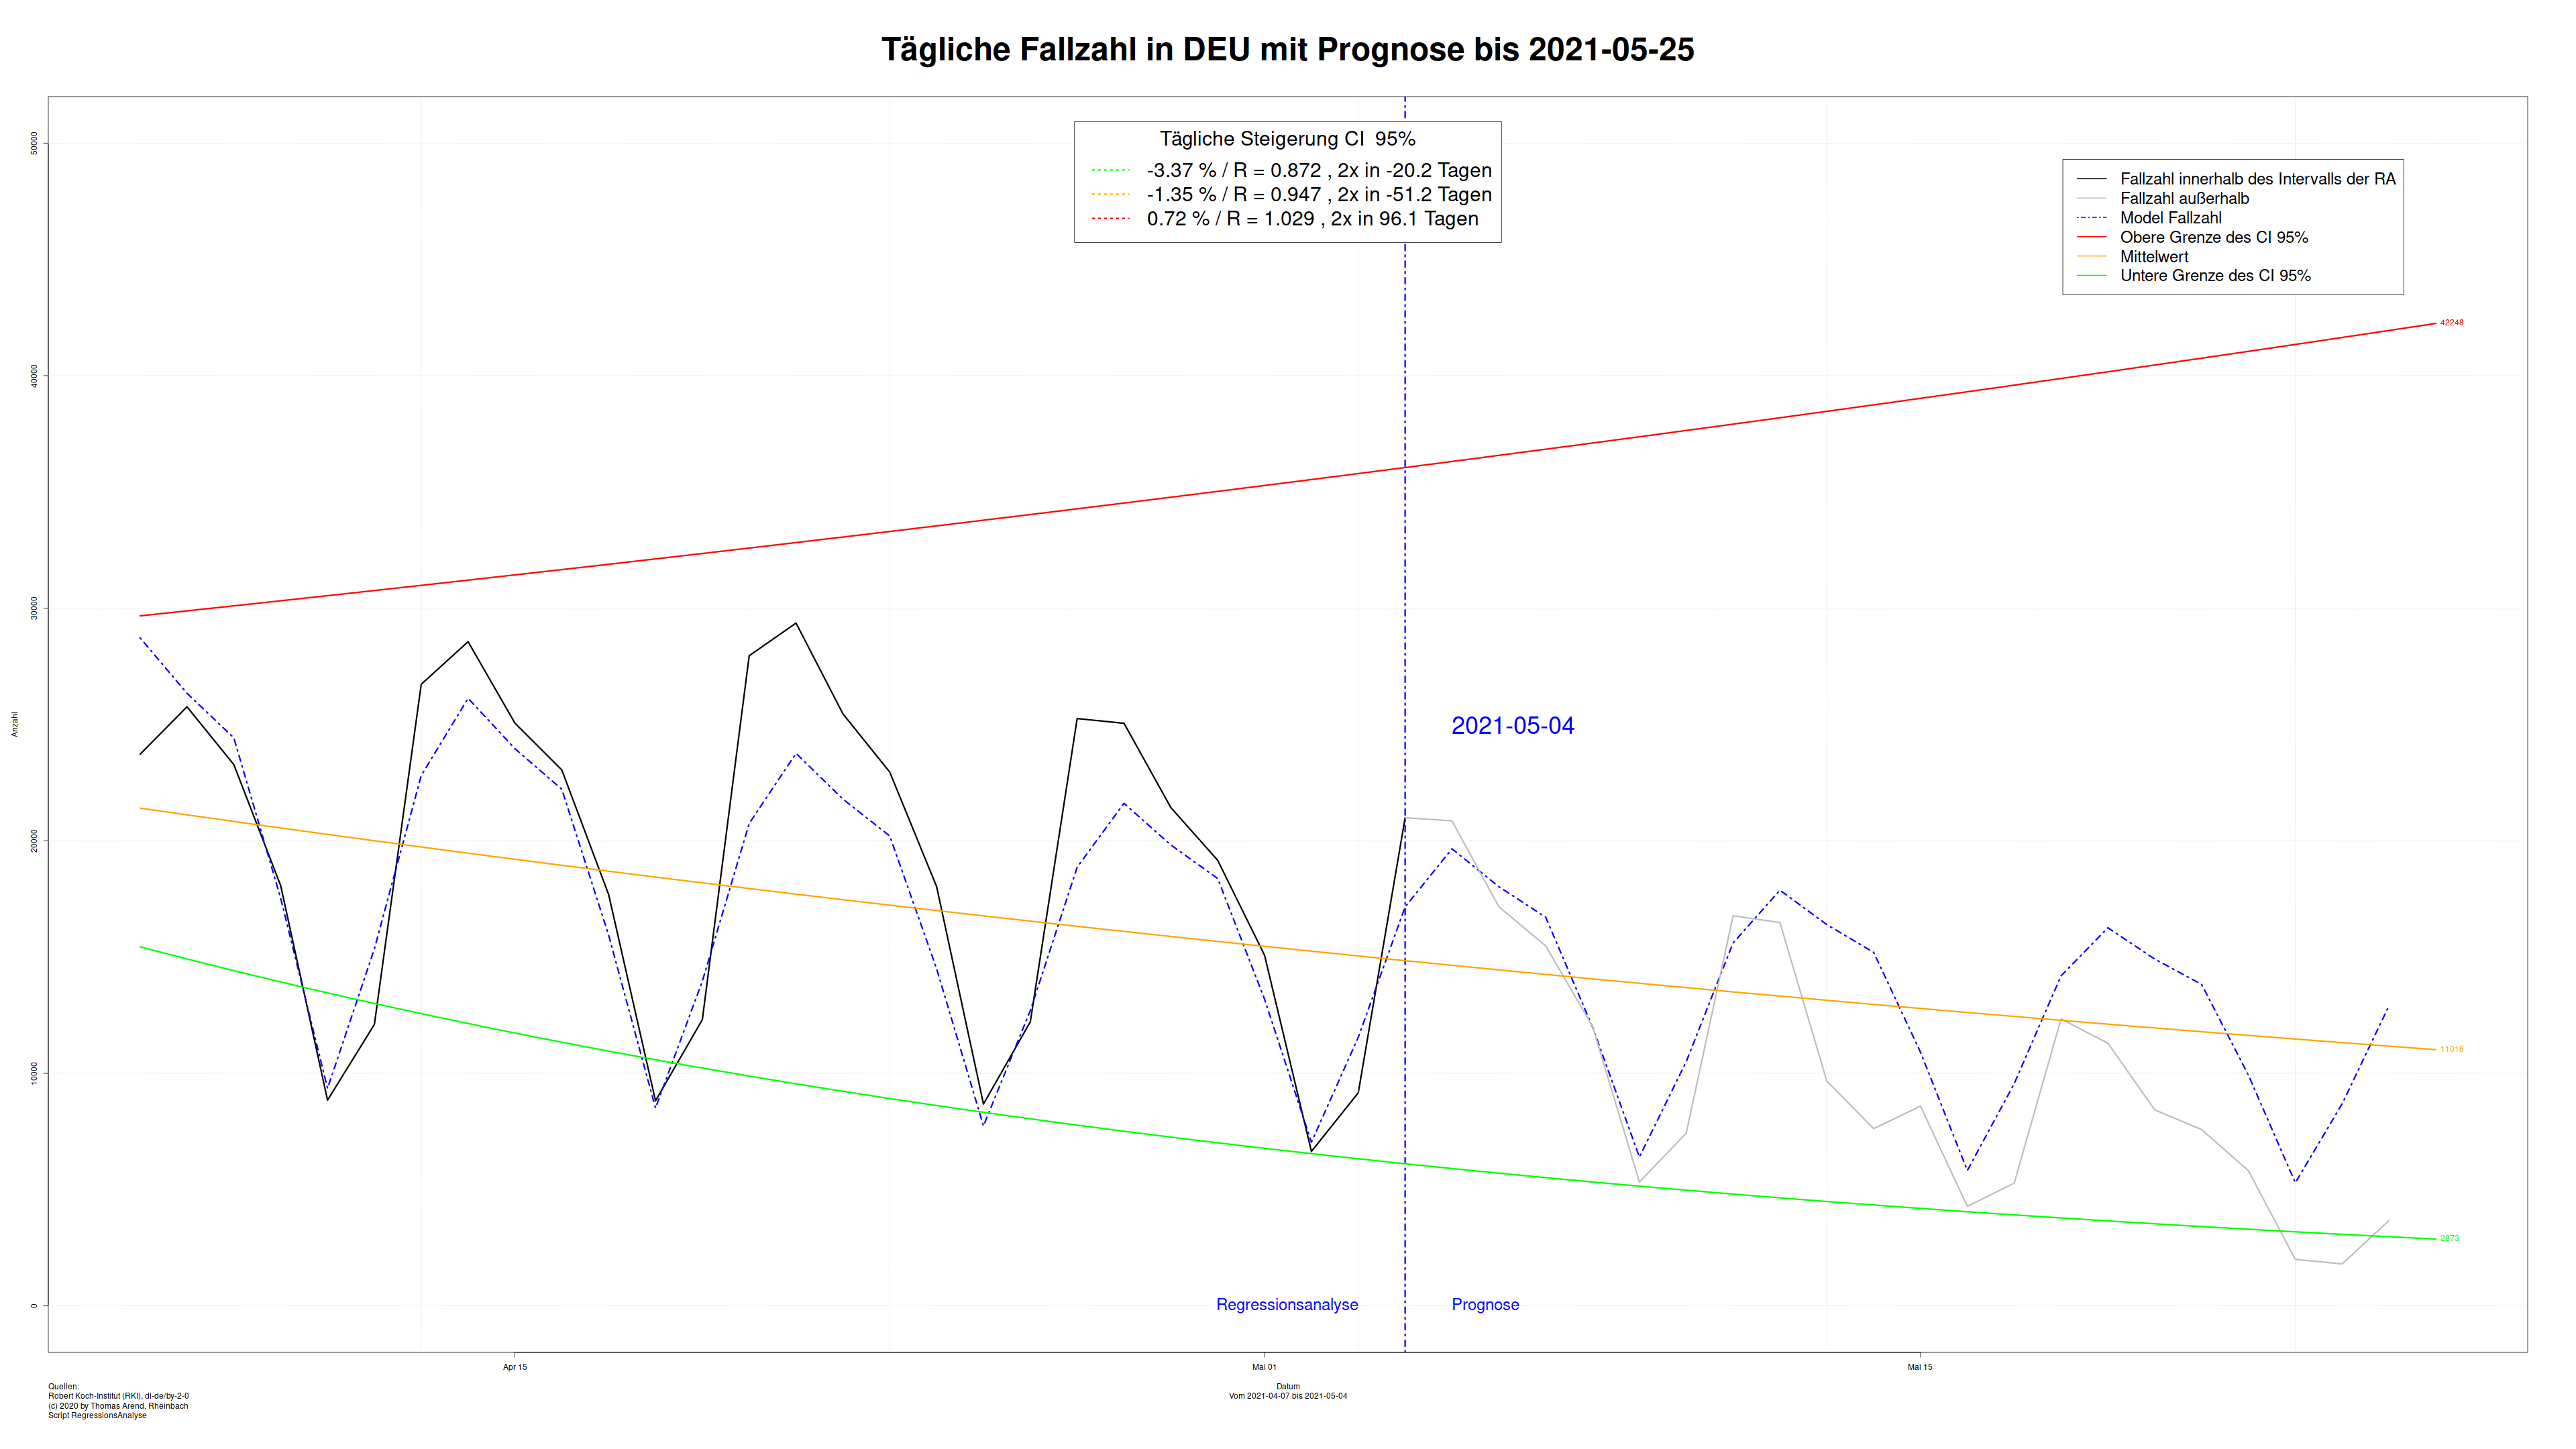 Tägliche Fallzahl in DEU mit Prognose bis 2021-05-25
Tägliche Steigerung CI  95%
-3.37 % / R = 0.872 , 2x in -20.2 Tagen
-1.35 % / R = 0.947 , 2x in -51.2 Tagen
0.72 % / R = 1.029 , 2x in 96.1 Tagen
Fallzahl innerhalb des Intervalls der RA
Fallzahl außerhalb
Model Fallzahl
Obere Grenze des CI 95%
Mittelwert
Untere Grenze des CI 95%
50000
40000
30000
20000
10000
0
Anzahl
42248
2021-05-04
11018
2873
Regressionsanalyse
Prognose
Apr 15
Mai 01
Mai 15
Datum
Vom 2021-04-07 bis 2021-05-04
Quellen:
Robert Koch-Institut (RKI), dl-de/by-2-0
(c) 2020 by Thomas Arend, Rheinbach
Script RegressionsAnalyse